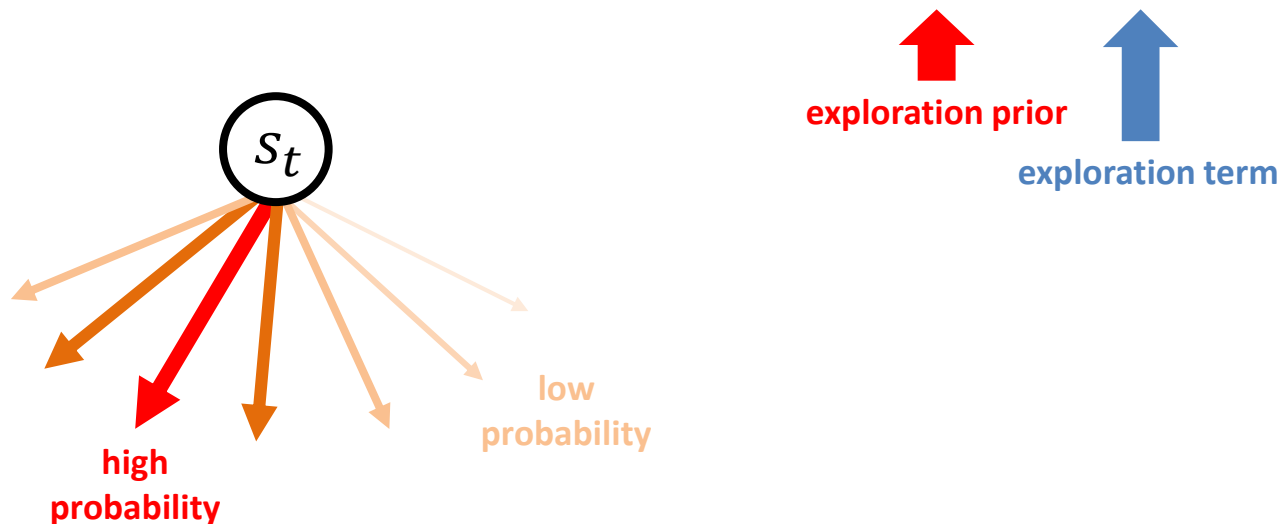 exploration prior
exploration term
s_t
low
probability
high
probability